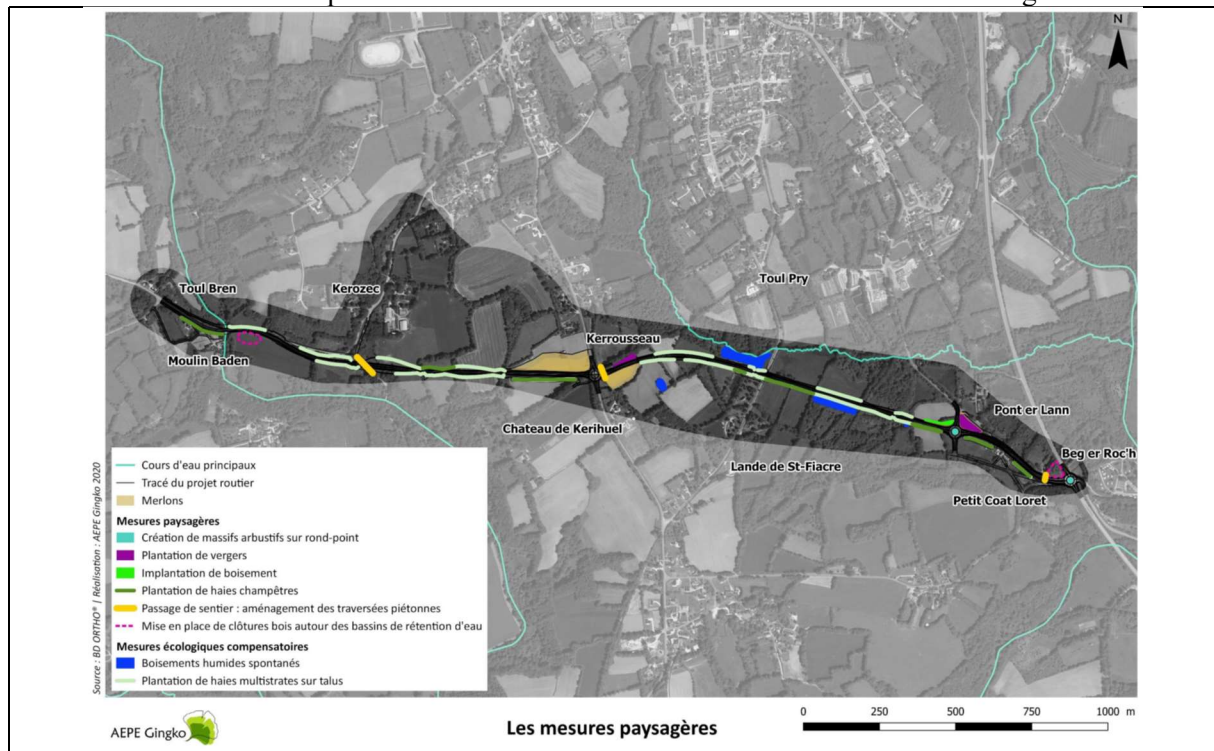 N
Toul Bren
Kerozec
Toul Pry
Moulin Baden
Kerrousseau
Chateau de Kerihuel
Pont er Lann
Lande de St-Fiacre
Beg er Roc'h
Petit Coat Loret
Cours d'eau principaux
Tracé du projet routier
Merlons
Mesures paysagères
Création de massifs arbustifs sur rond-point
Plantation de vergers
Implantation de boisement
Plantation de haies champêtres
Passage de sentier : aménagement des traversées piétonnes
Mise en place de clôtures bois autour des bassins de rétention d'eau
Mesures écologiques compensatoires
Boisements humides spontanés
Plantation de haies multistrates sur talus
Source : BD ORTHO® | Réalisation : AEPE Gingko 2020
AEPE Gingko
Les mesures paysagères
0 250 500 750 1000 m